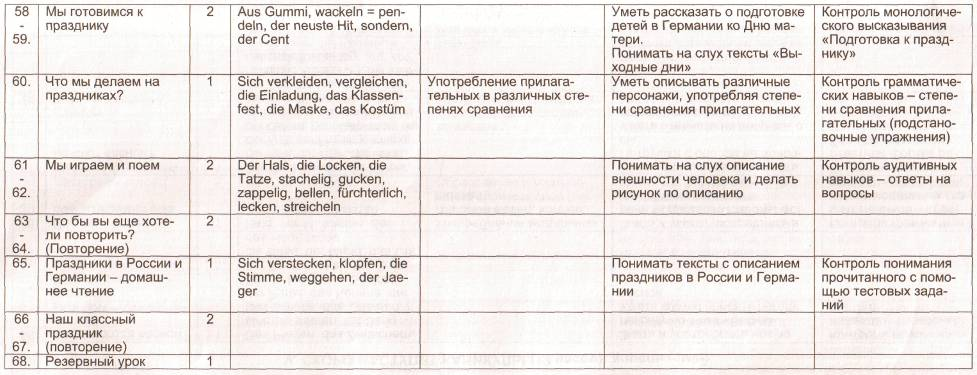 58 - 59.
Мы готовимся к празднику
2
Aus Gummi, wackeln = pen-
deln, der neuste Hit, sondern,
der Cent
Уметь рассказать о подготовке
детей в Германии ко Дню ма-
тери.
Понимать на слух тексты «Вы-
ходные дни»
Контроль монологиче-
ского высказывания
«Подготовка к празд-
нику»
60.
Что мы делаем на
праздниках?
1
Sich verkleiden, vergleichen,
die Einladung, das Klassen-
fest, die Maske, das Kostüm
Употребление прилага-
тельных в различных сте-
пенях сравнения
Уметь описывать различные
персонажи, употребляя степе-
ни сравнения прилагательных
Контроль грамматиче-
ских навыков – степе-
ни сравнения прила-
гательных (подстано-
вочные упражнения)
61 - 62.
Мы играем и поем
2
Der Hals, die Locken, die
Tatze, stachelig, gucken,
zappelig, bellen, fürchterlich,
lecken, streicheln
Понимать на слух описание
внешности человека и делать
рисунок по описанию
Контроль аудитивных
навыков – ответы на
вопросы
63 - 64.
Что бы вы еще хоте-
ли повторить?
(Повторение)
2
65.
Праздники в России и
Германии – домаш-
нее чтение
1
Sich verstecken, klopfen, die
Stimme, weggehen, der Jae-
ger
Понимать тексты с описанием
праздников в России и Герма-
нии
Контроль понимания
прочитанного с помо-
щью тестовых зада-
ний
66 - 67.
Наш классный
праздник
(повторение)
2
68.
Резервный урок
1